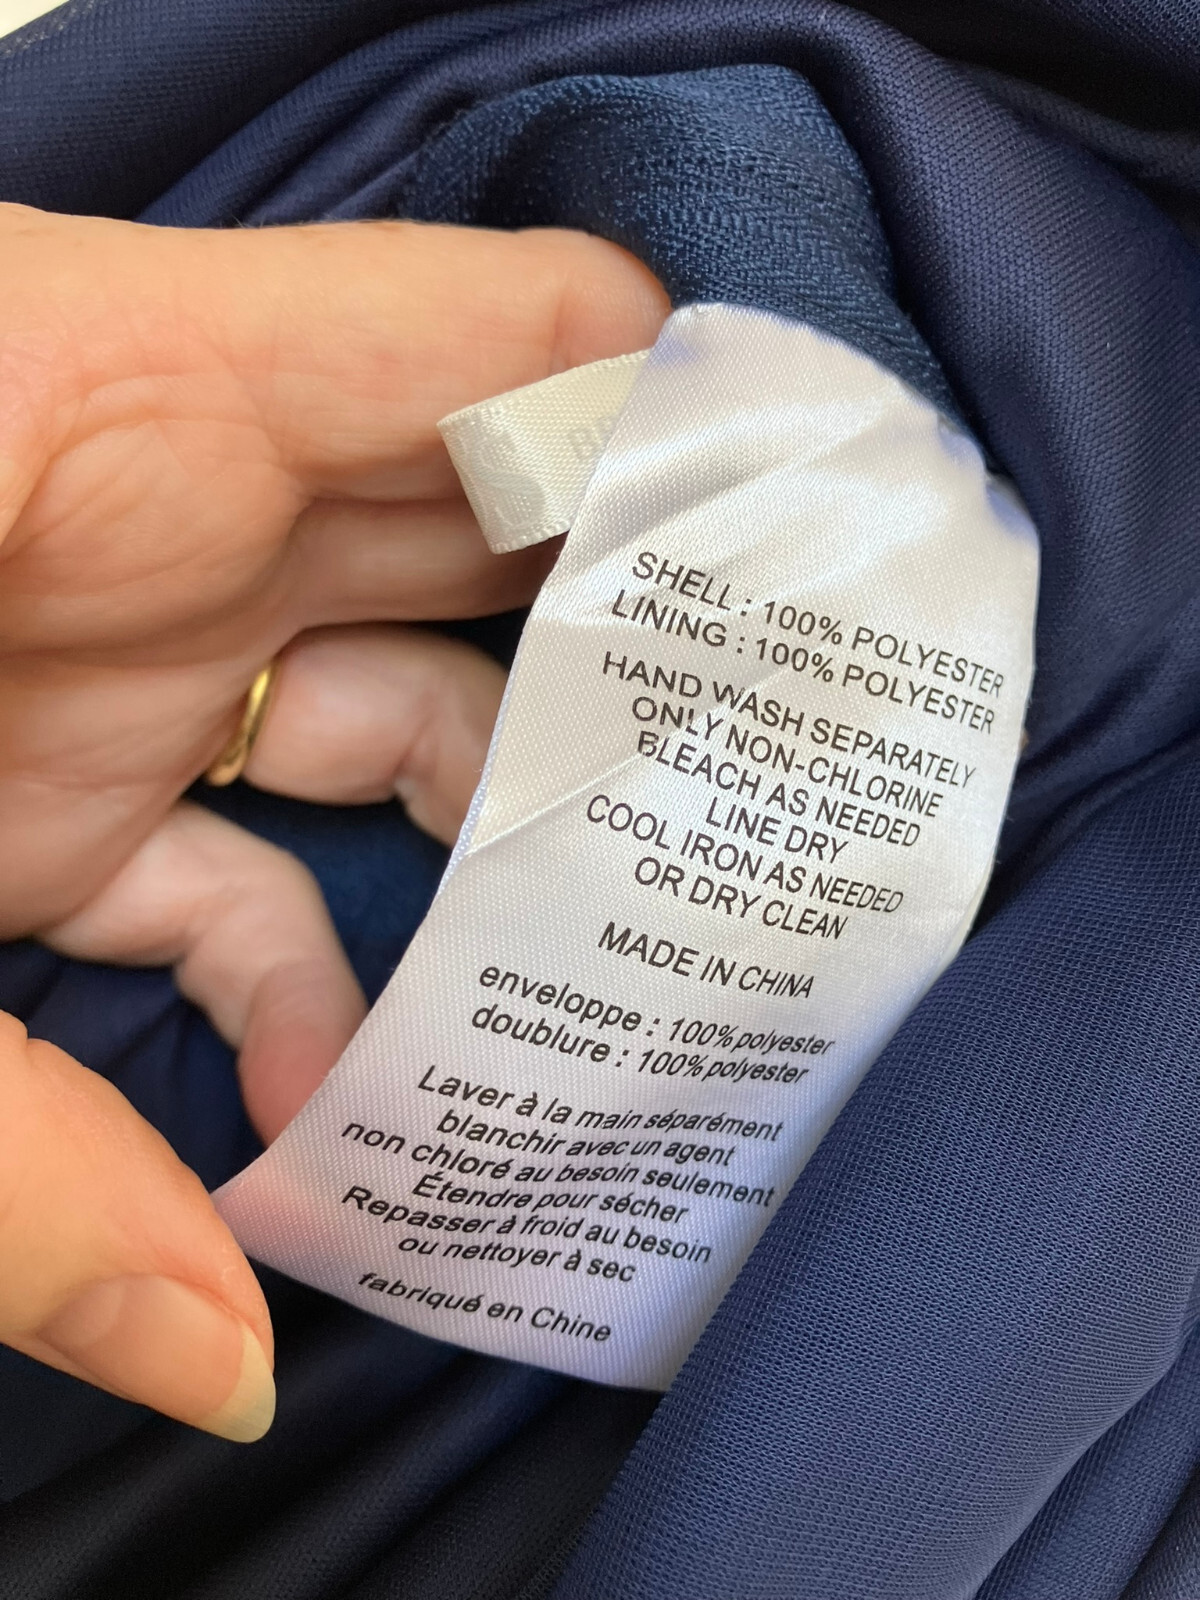 SHELL : 100% POLYESTER
LINING : 100% POLYESTER
HAND WASH SEPARATELY
ONLY NON-CHLORINE
BLEACH AS NEEDED
LINE DRY
COOL IRON AS NEEDED
OR DRY CLEAN
MADE IN CHINA
enveloppe : 100% polyester
doublure : 100% polyester
Laver à la main séparément
blanchir avec un agent
non chloré au besoin seulement
Étendre pour sécher
Repasser à froid au besoin
ou nettoyer à sec
fabriqué en Chine